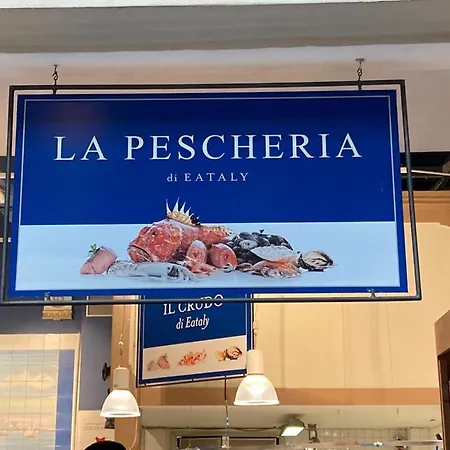 LA PESCHERIA
di EATALY
IL CRUDO
di Eataly